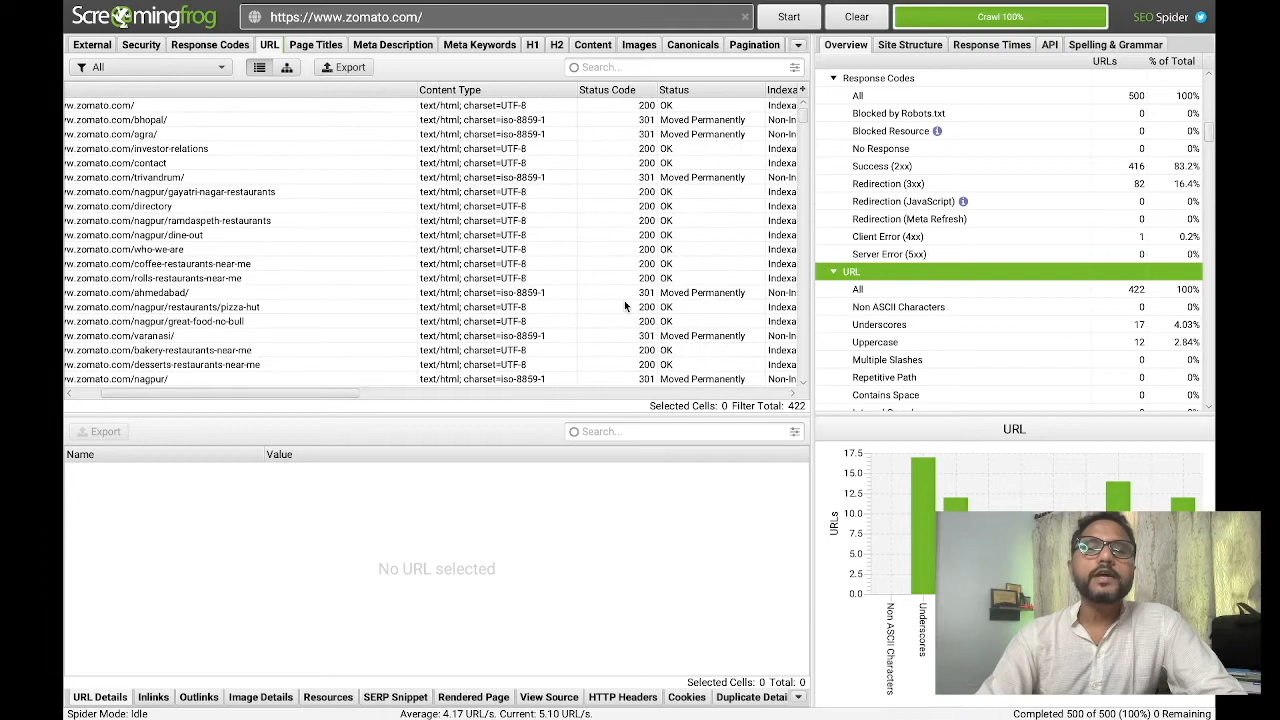 Screamingfrog https://www.zomato.com/ × Start Clear Crawl 100% SEO Spider
External Security Response Codes URL Page Titles Meta Description Meta Keywords H1 H2 Content Images Canonicals Pagination
All Export Search...
Content Type Status Code Status Indexa
w.zomato.com/ text/html; charset=UTF-8 200 OK Indexa
w.zomato.com/bhopal/ text/html; charset=iso-8859-1 301 Moved Permanently Non-In
w.zomato.com/agra/ text/html; charset=iso-8859-1 301 Moved Permanently Non-In
w.zomato.com/investor-relations text/html; charset=UTF-8 200 OK Indexa
w.zomato.com/contact text/html; charset=UTF-8 200 OK Indexa
w.zomato.com/trivandrum/ text/html; charset=iso-8859-1 301 Moved Permanently Non-In
w.zomato.com/nagpur/gayatri-nagar-restaurants text/html; charset=UTF-8 200 OK Indexa
w.zomato.com/directory text/html; charset=UTF-8 200 OK Indexa
w.zomato.com/nagpur/ramdaspeth-restaurants text/html; charset=UTF-8 200 OK Indexa
w.zomato.com/nagpur/dine-out text/html; charset=UTF-8 200 OK Indexa
w.zomato.com/who-we-are text/html; charset=UTF-8 200 OK Indexa
w.zomato.com/coffee-restaurants-near-me text/html; charset=UTF-8 200 OK Indexa
w.zomato.com/rolls-restaurants-near-me text/html; charset=UTF-8 200 OK Indexa
w.zomato.com/ahmedabad/ text/html; charset=iso-8859-1 301 Moved Permanently Non-In
w.zomato.com/nagpur/restaurants/pizza-hut text/html; charset=UTF-8 200 OK Indexa
w.zomato.com/nagpur/great-food-no-bull text/html; charset=UTF-8 200 OK Indexa
w.zomato.com/varanasi/ text/html; charset=iso-8859-1 301 Moved Permanently Non-In
w.zomato.com/bakery-restaurants-near-me text/html; charset=UTF-8 200 OK Indexa
w.zomato.com/desserts-restaurants-near-me text/html; charset=UTF-8 200 OK Indexa
w.zomato.com/nagpur/ text/html; charset=iso-8859-1 301 Moved Permanently Non-In
Selected Cells: 0 Filter Total: 422
Export Search...
Name Value
No URL selected
Selected Cells: 0 Total: 0
URL Details Inlinks Outlinks Image Details Resources SERP Snippet Rendered Page View Source HTTP Headers Cookies Duplicate Detai
Overview Site Structure Response Times API Spelling & Grammar
URLs % of Total
Response Codes
All 500 100%
Blocked by Robots.txt 0 0%
Blocked Resource 0 0%
No Response 0 0%
Success (2xx) 416 83.2%
Redirection (3xx) 82 16.4%
Redirection (JavaScript) 0 0%
Redirection (Meta Refresh) 0 0%
Client Error (4xx) 1 0.2%
Server Error (5xx) 0 0%
URL
All 422 100%
Non ASCII Characters 0 0%
Underscores 17 4.03%
Uppercase 12 2.84%
Multiple Slashes 0 0%
Repetitive Path 0 0%
Contains Space 0 0%
URL
URLs
17.5
15.0
12.5
10.0
7.5
5.0
2.5
0.0
Non ASCII Characters
Underscores
Spider Mode: Idle Average: 4.17 URL/s. Current: 5.10 URL/s. Completed 500 of 500 (100%) 0 Remaining